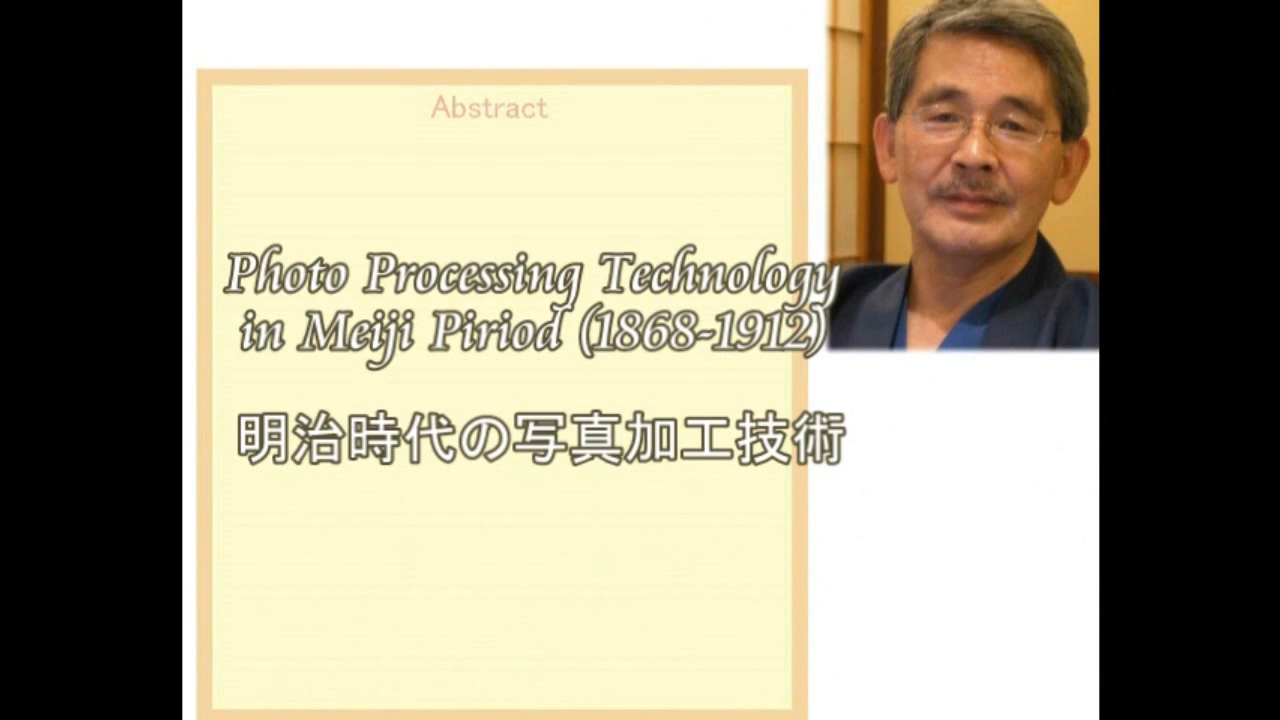 Abstract
Photo Processing Technology
in Meiji Piriod (1868-1912)
明治時代の写真加工技術